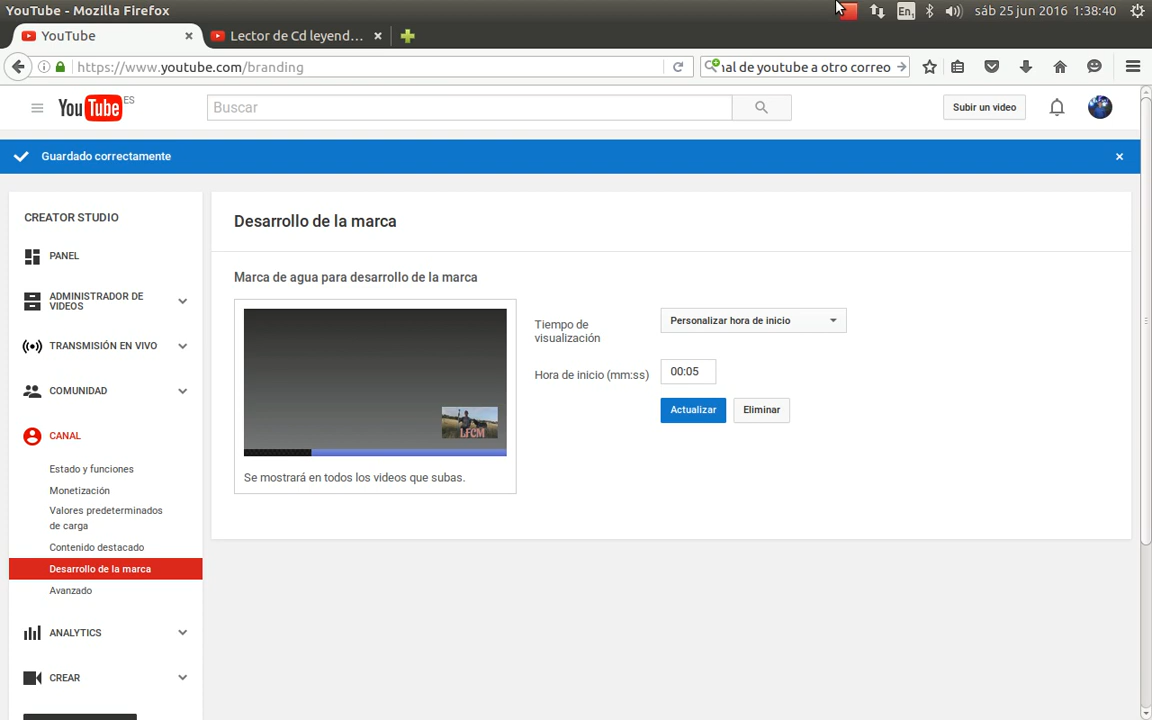 YouTube - Mozilla Firefox
En₁
sáb 25 jun 2016 1:38:40
YouTube
Lector de Cd leyend...
https://www.youtube.com/branding
nal de youtube a otro correo
YouTube ES
Buscar
Subir un video
Guardado correctamente
CREATOR STUDIO
PANEL
ADMINISTRADOR DE
VIDEOS
TRANSMISIÓN EN VIVO
COMUNIDAD
CANAL
Estado y funciones
Monetización
Valores predeterminados
de carga
Contenido destacado
Desarrollo de la marca
Avanzado
ANALYTICS
CREAR
Desarrollo de la marca
Marca de agua para desarrollo de la marca
LFCM
Se mostrará en todos los videos que subas.
Tiempo de
visualización
Personalizar hora de inicio
Hora de inicio (mm:ss)
00:05
Actualizar
Eliminar